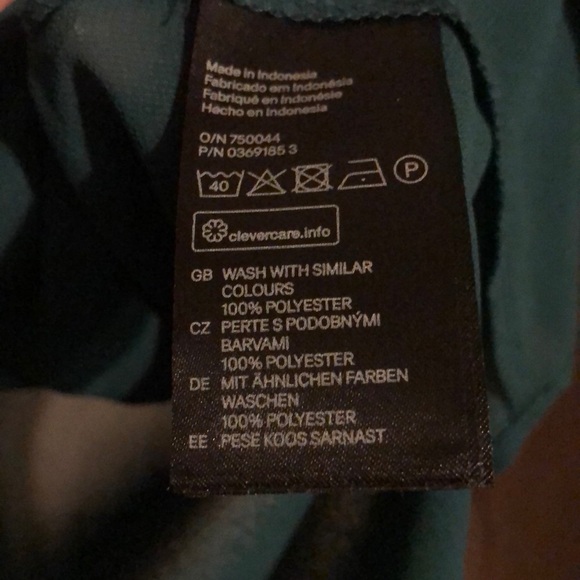 Made in Indonesia
Fabricado em Indonésia
Fabriqué en Indonésie
Hecho en Indonesia
O/N 750044
P/N 0369185 3
40 P
clevercare.info
GB WASH WITH SIMILAR
COLOURS
100% POLYESTER
CZ PERTE S PODOBNÝMI
BARVAMI
100% POLYESTER
DE MIT ÄHNLICHEN FARBEN
WASCHEN
100% POLYESTER
EE PESE KOOS SARNAST